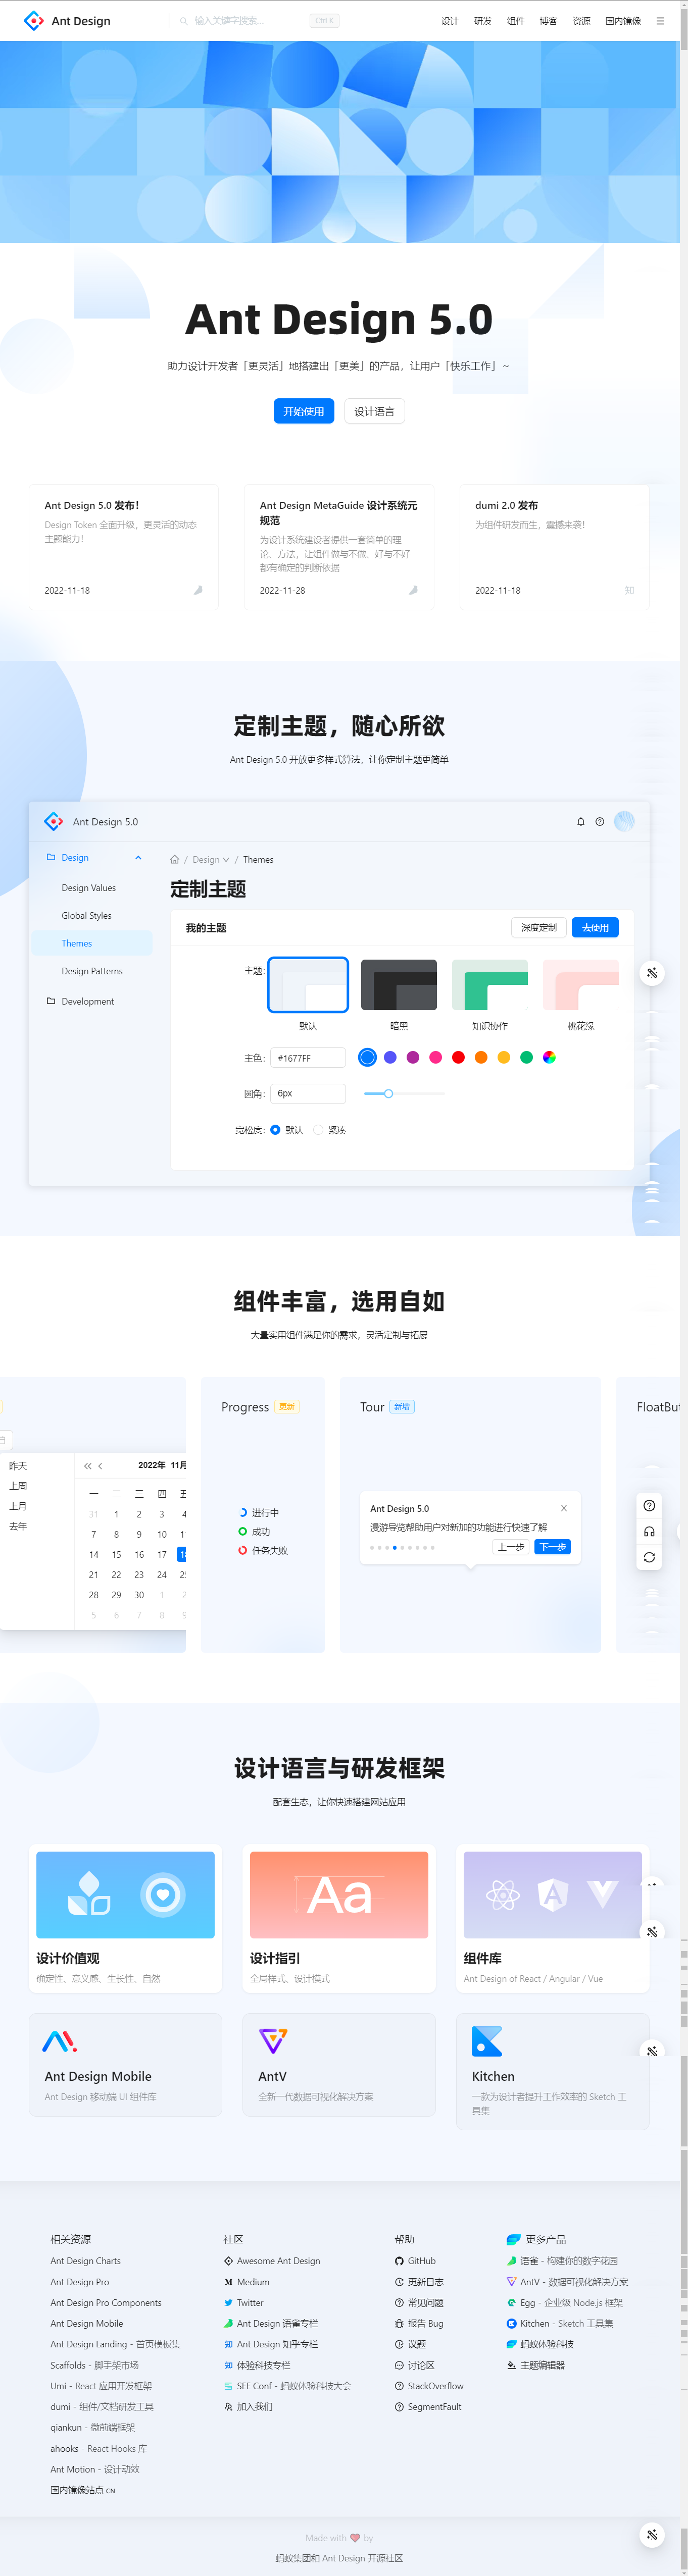 Ant Design
输入关键字搜索...
Ctrl K
设计 研发 组件 博客 资源 国内镜像
Ant Design 5.0
助力设计开发者「更灵活」地搭建出「更美」的产品，让用户「快乐工作」～
开始使用
设计语言
Ant Design 5.0 发布！
Design Token 全面升级，更灵活的动态
主题能力！
2022-11-18
Ant Design MetaGuide 设计系统元
规范
为设计系统建设者提供一套简单的理
论、方法，让组件做与不做、好与不好
都有确定的判断依据
2022-11-28
dumi 2.0 发布
为组件研发而生，震撼来袭！
2022-11-18
知
定制主题，随心所欲
Ant Design 5.0 开放更多样式算法，让你定制主题更简单
Ant Design 5.0
Design
Design Values
Global Styles
Themes
Design Patterns
Development
/ Design / Themes
定制主题
我的主题
深度定制
去使用
主题:
默认
暗黑
知识协作
桃花缘
主色:
#1677FF
圆角:
6px
宽松度:
默认
紧凑
组件丰富，选用自如
大量实用组件满足你的需求，灵活定制与拓展
昨天
上周
上月
去年
2022年 11月
一 二 三 四 五
31 1 2 3 4
7 8 9 10 11
14 15 16 17 18
21 22 23 24 25
28 29 30 1 2
5 6 7 8 9
Progress 更新
进行中
成功
任务失败
Tour 新增
Ant Design 5.0
漫游导览帮助用户对新加的功能进行快速了解
上一步
下一步
FloatBut
设计语言与研发框架
配套生态，让你快速搭建网站应用
设计价值观
确定性、意义感、生长性、自然
Aa
设计指引
全局样式、设计模式
组件库
Ant Design of React / Angular / Vue
Ant Design Mobile
Ant Design 移动端 UI 组件库
AntV
全新一代数据可视化解决方案
Kitchen
一款为设计者提升工作效率的 Sketch 工
具集
相关资源
Ant Design Charts
Ant Design Pro
Ant Design Pro Components
Ant Design Mobile
Ant Design Landing - 首页模板集
Scaffolds - 脚手架市场
Umi - React 应用开发框架
dumi - 组件/文档研发工具
qiankun - 微前端框架
ahooks - React Hooks 库
Ant Motion - 设计动效
国内镜像站点 CN
社区
Awesome Ant Design
Medium
Twitter
Ant Design 语雀专栏
Ant Design 知乎专栏
体验科技专栏
SEE Conf - 蚂蚁体验科技大会
加入我们
帮助
GitHub
更新日志
常见问题
报告 Bug
议题
讨论区
StackOverflow
SegmentFault
更多产品
语雀 - 构建你的数字花园
AntV - 数据可视化解决方案
Egg - 企业级 Node.js 框架
Kitchen - Sketch 工具集
蚂蚁体验科技
主题编辑器
Made with ❤ by
蚂蚁集团和 Ant Design 开源社区